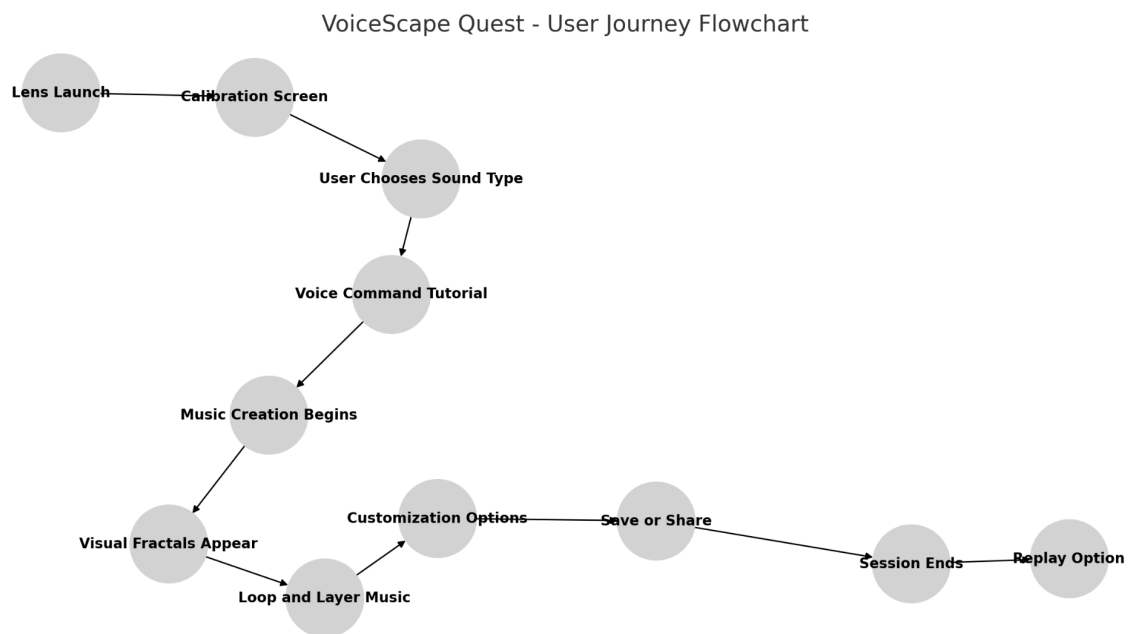 VoiceScape Quest - User Journey Flowchart
Lens Launch
Calibration Screen
User Chooses Sound Type
Voice Command Tutorial
Music Creation Begins
Visual Fractals Appear
Loop and Layer Music
Customization Options
Save or Share
Session Ends
Replay Option